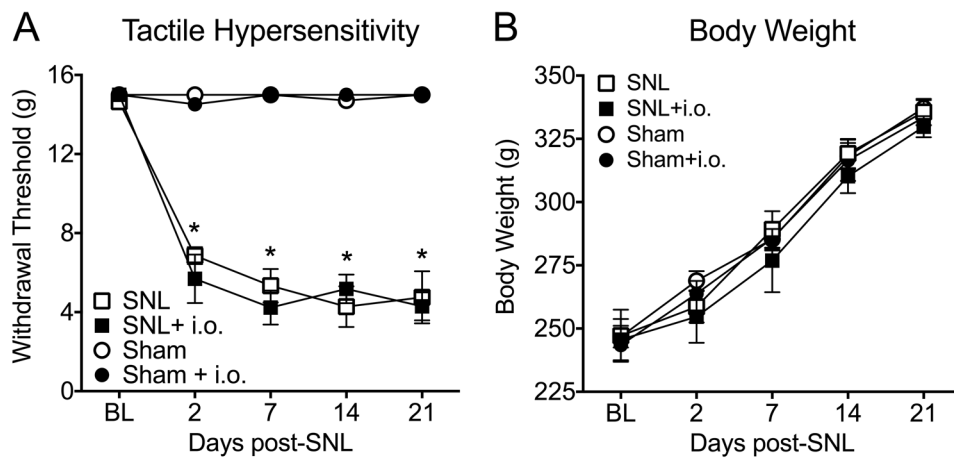 A Tactile Hypersensitivity
Withdrawal Threshold (g)
16
12
8
4
0
* * * *
SNL
SNL+ i.o.
Sham
Sham + i.o.
BL 2 7 14 21
Days post-SNL
B Body Weight
Body Weight (g)
350
325
300
275
250
225
SNL
SNL+i.o.
Sham
Sham+i.o.
BL 2 7 14 21
Days post-SNL